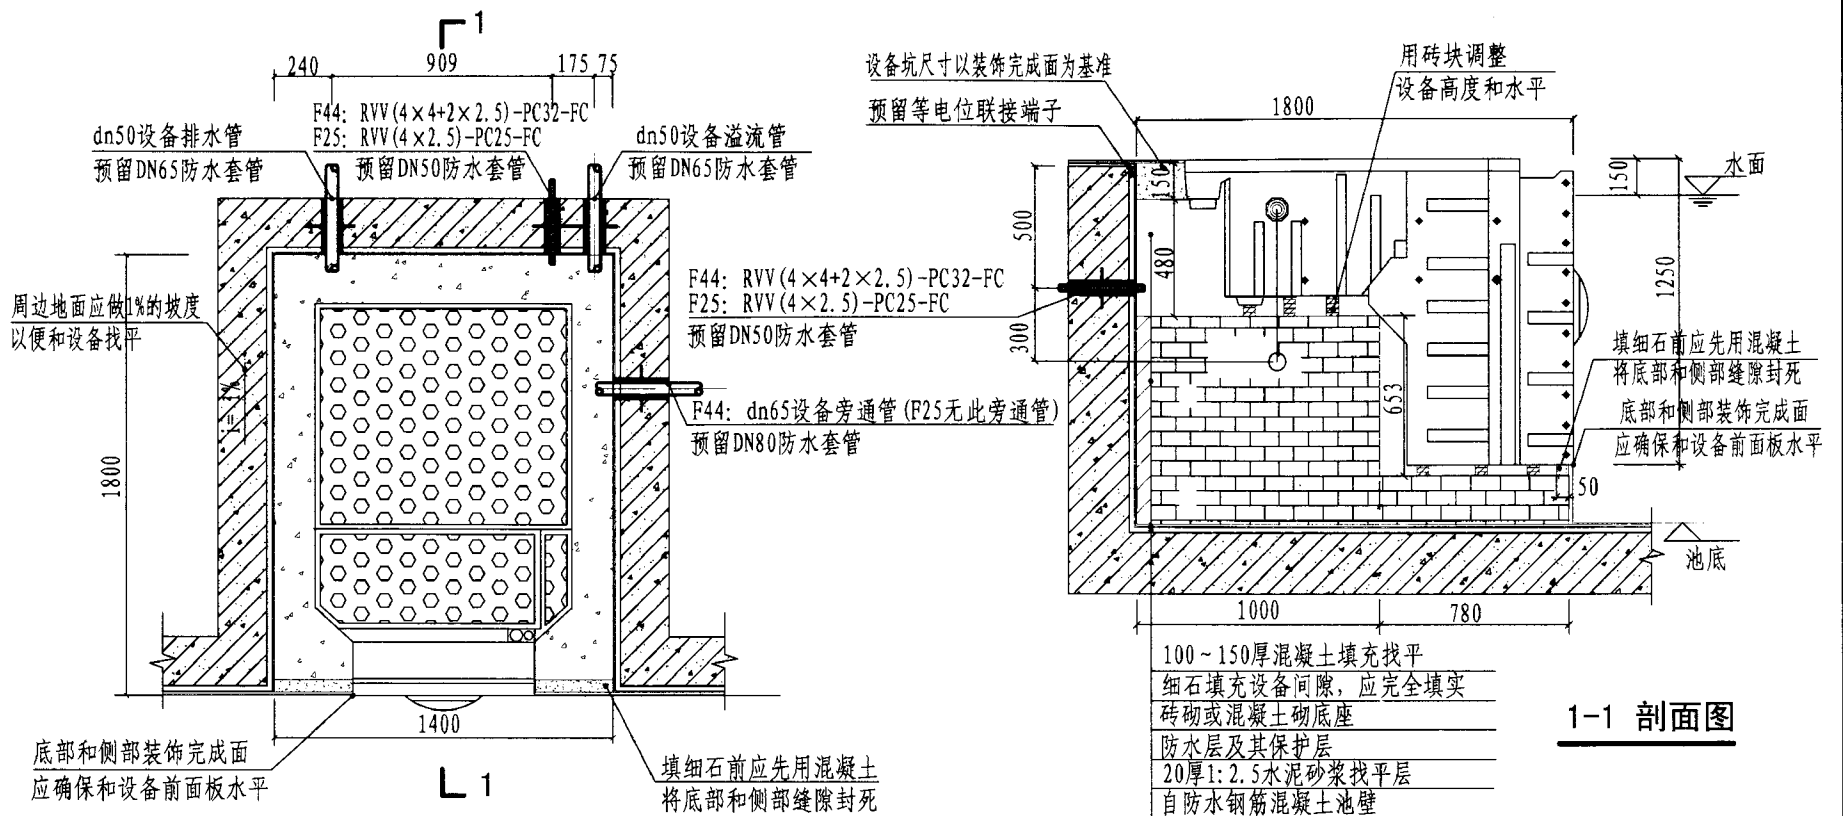 1
240
909
175
75
F44: RVV(4×4+2×2.5)-PC32-FC
F25: RVV(4×2.5)-PC25-FC
预留DN50防水套管
dn50设备排水管
预留DN65防水套管
dn50设备溢流管
预留DN65防水套管
周边地面应做1%的坡度
以便和设备找平
i= 1%
1800
F44: RVV(4×4+2×2.5)-PC32-FC
F25: RVV(4×2.5)-PC25-FC
预留DN50防水套管
F44: dn65设备旁通管(F25无此旁通管)
预留DN80防水套管
1400
底部和侧部装饰完成面
应确保和设备前面板水平
1
填细石前应先用混凝土
将底部和侧部缝隙封死
设备坑尺寸以装饰完成面为基准
预留等电位联接端子
用砖块调整
设备高度和水平
1800
150
500
480
300
653
150
水面
1250
填细石前应先用混凝土
将底部和侧部缝隙封死
底部和侧部装饰完成面
应确保和设备前面板水平
50
池底
1000
780
100~150厚混凝土填充找平
细石填充设备间隙，应完全填实
砖砌或混凝土砌底座
防水层及其保护层
20厚1:2.5水泥砂浆找平层
自防水钢筋混凝土池壁
1-1 剖面图